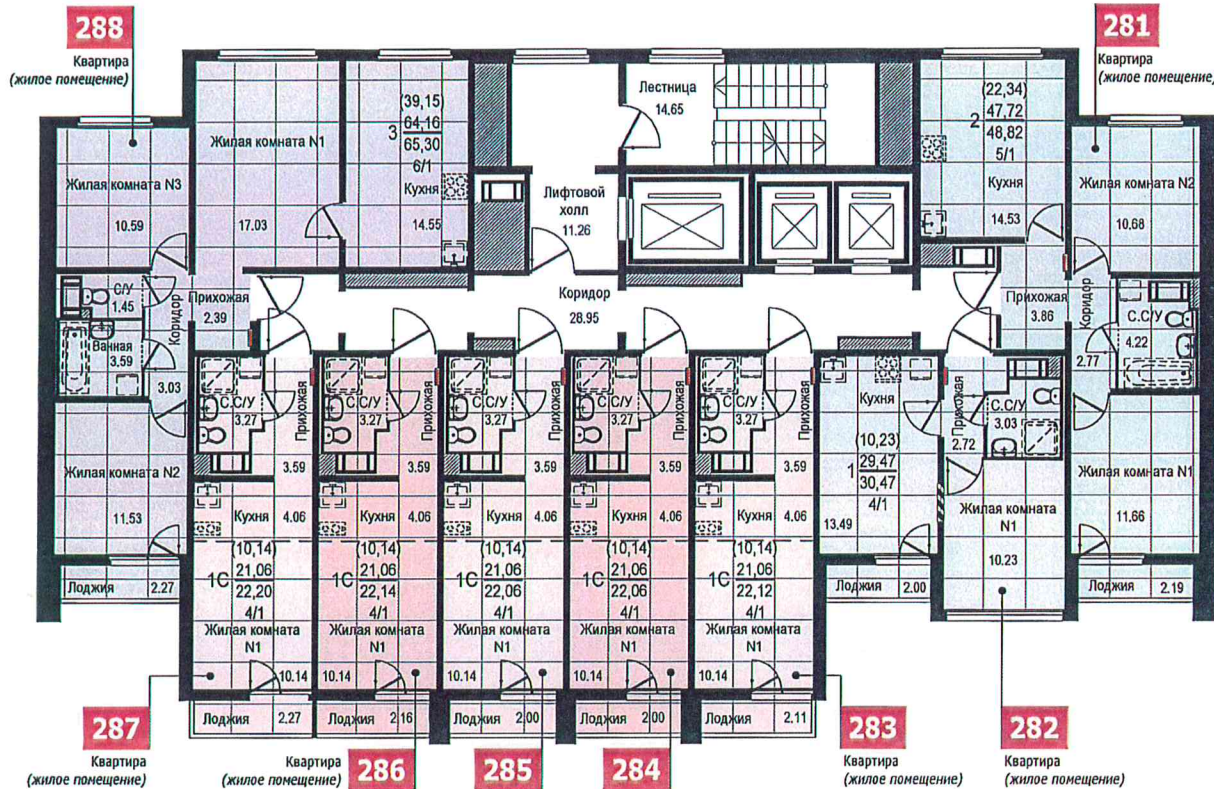 288
Квартира
(жилое помещение)
281
Квартира
(жилое помещение)
Жилая комната N3
10.59
Жилая комната N1
17.03
3
(39,15)
64,16
65,30
6/1
Кухня
14.55
Лестница
14.65
Лифтовой
холл
11.26
2
(22,34)
47,72
48,82
5/1
Кухня
14.53
Жилая комната N2
10.68
С/У
1.45
Ванная
3.59
Коридор
3.03
Прихожая
2.39
Коридор
28.95
Прихожая
3.86
Коридор
2.77
С.С/У
4.22
Жилая комната N2
11.53
Лоджия 2.27
С.С/У
3.27
Прихожая
3.59
Кухня 4.06
1С
(10,14)
21,06
22,20
4/1
Жилая комната
N1
10.14
Лоджия 2.27
С.С/У
3.27
Прихожая
3.59
Кухня 4.06
1С
(10,14)
21,06
22,14
4/1
Жилая комната
N1
10.14
Лоджия 2.16
С.С/У
3.27
Прихожая
3.59
Кухня 4.06
1С
(10,14)
21,06
22,06
4/1
Жилая комната
N1
10.14
Лоджия 2.00
С.С/У
3.27
Прихожая
3.59
Кухня 4.06
1С
(10,14)
21,06
22,06
4/1
Жилая комната
N1
10.14
Лоджия 2.00
С.С/У
3.27
Прихожая
3.59
Кухня 4.06
1С
(10,14)
21,06
22,12
4/1
Жилая комната
N1
10.14
Лоджия 2.11
Кухня
1
(10,23)
29,47
30,47
4/1
13.49
Лоджия 2.00
Прихожая
2.72
С.С/У
3.03
Жилая комната
N1
10.23
Жилая комната N1
11.66
Лоджия 2.19
287
Квартира
(жилое помещение)
Квартира
(жилое помещение)
286
285
284
283
Квартира
(жилое помещение)
282
Квартира
(жилое помещение)